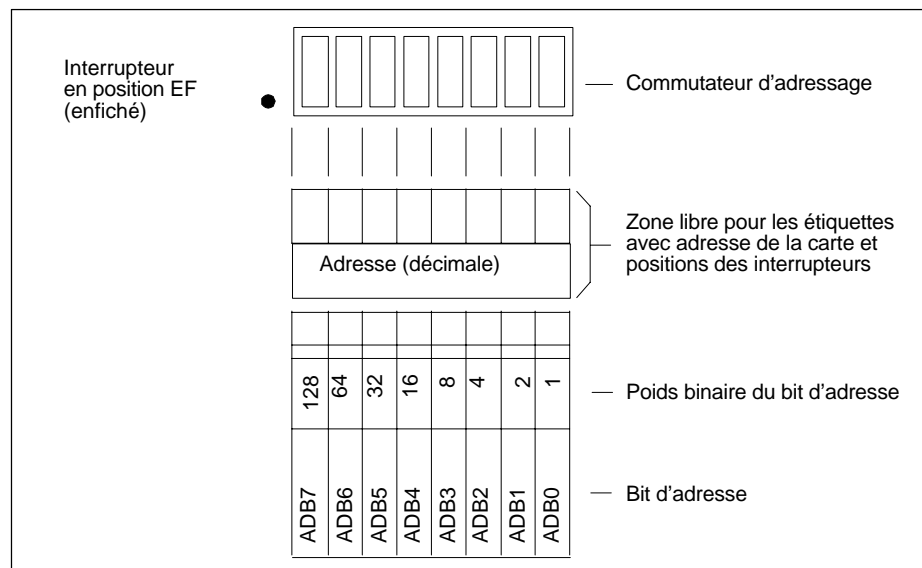 Interrupteur
en position EF
(enfiché)
Commutateur d'adressage
Zone libre pour les étiquettes
avec adresse de la carte et
positions des interrupteurs
Adresse (décimale)
128 64 32 16 8 4 2 1
Poids binaire du bit d'adresse
ADB7 ADB6 ADB5 ADB4 ADB3 ADB2 ADB1 ADB0
Bit d'adresse